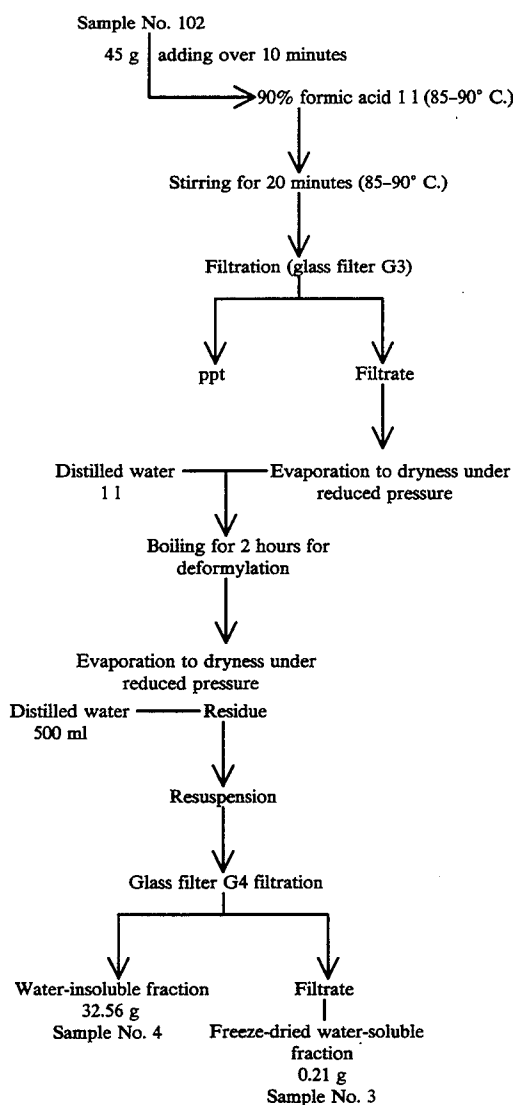 Sample No. 102
45 g adding over 10 minutes
90% formic acid 1 l (85–90° C.)
Stirring for 20 minutes (85–90° C.)
Filtration (glass filter G3)
ppt Filtrate
Distilled water
1 l
Evaporation to dryness under
reduced pressure
Boiling for 2 hours for
deformylation
Evaporation to dryness under
reduced pressure
Distilled water
500 ml
Residue
Resuspension
Glass filter G4 filtration
Water-insoluble fraction
32.56 g
Sample No. 4
Filtrate
Freeze-dried water-soluble
fraction
0.21 g
Sample No. 3